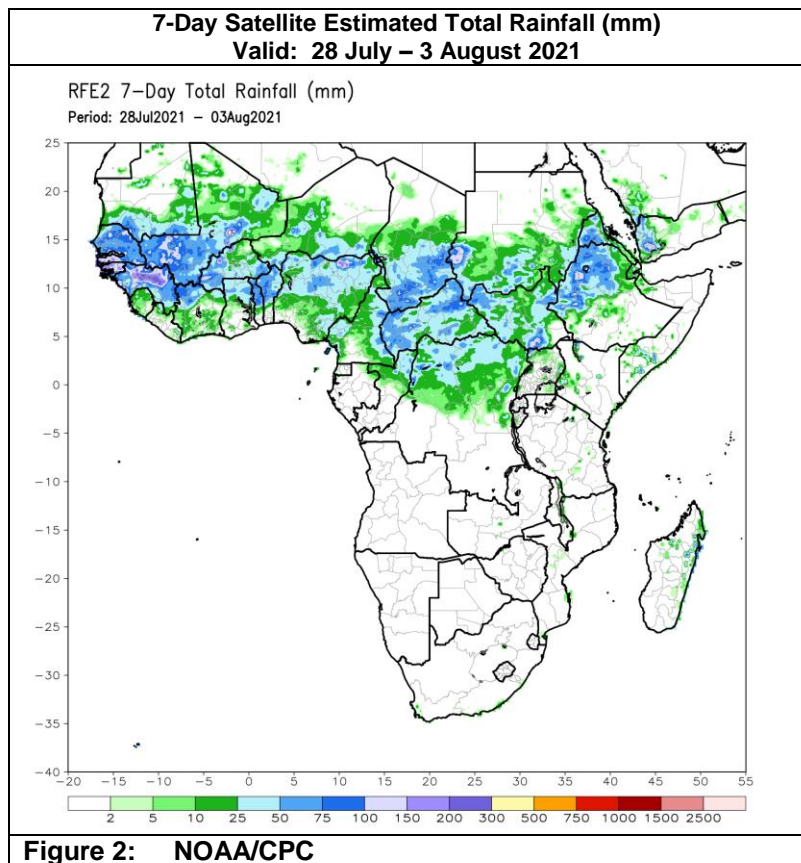 7-Day Satellite Estimated Total Rainfall (mm)
Valid: 28 July – 3 August 2021
RFE2 7-Day Total Rainfall (mm)
Period: 28Jul2021 – 03Aug2021
25
20
15
10
5
0
−5
−10
−15
−20
−25
−30
−35
−40
−20 −15 −10 −5 0 5 10 15 20 25 30 35 40 45 50 55
2 5 10 25 50 75 100 150 200 300 500 750 1000 1500 2500
Figure 2: NOAA/CPC